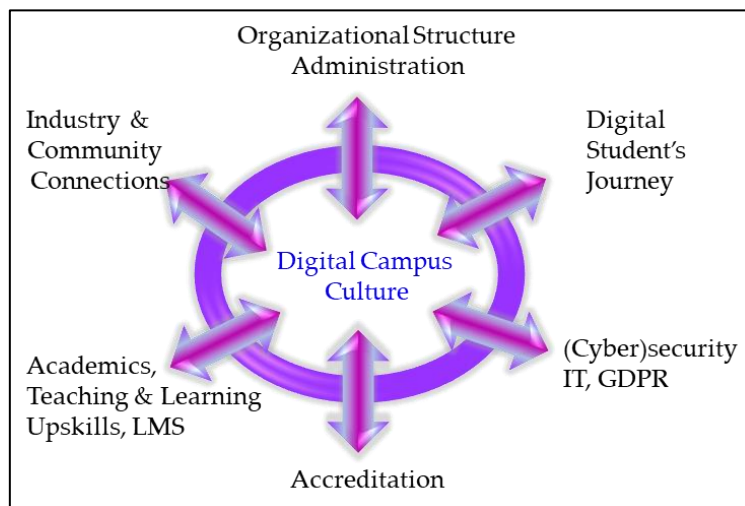 Organizational Structure
Administration
Industry &
Community
Connections
Digital
Student's
Journey
Digital Campus
Culture
Academics,
Teaching & Learning
Upskills, LMS
(Cyber)security
IT, GDPR
Accreditation